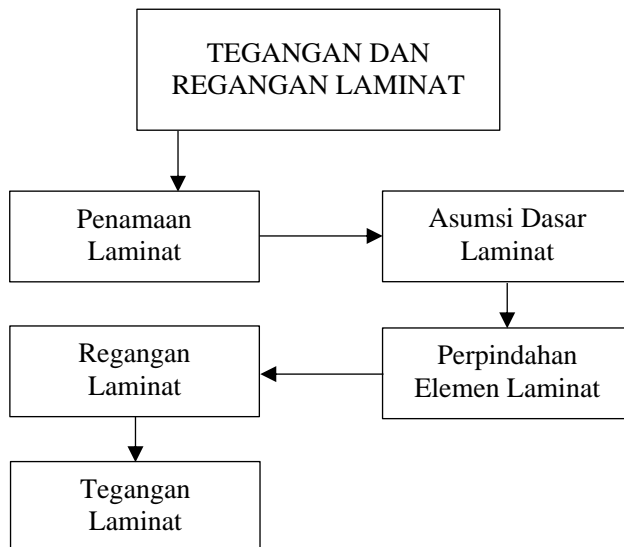 TEGANGAN DAN
REGANGAN LAMINAT
Penamaan
Laminat
Asumsi Dasar
Laminat
Perpindahan
Elemen Laminat
Regangan
Laminat
Tegangan
Laminat